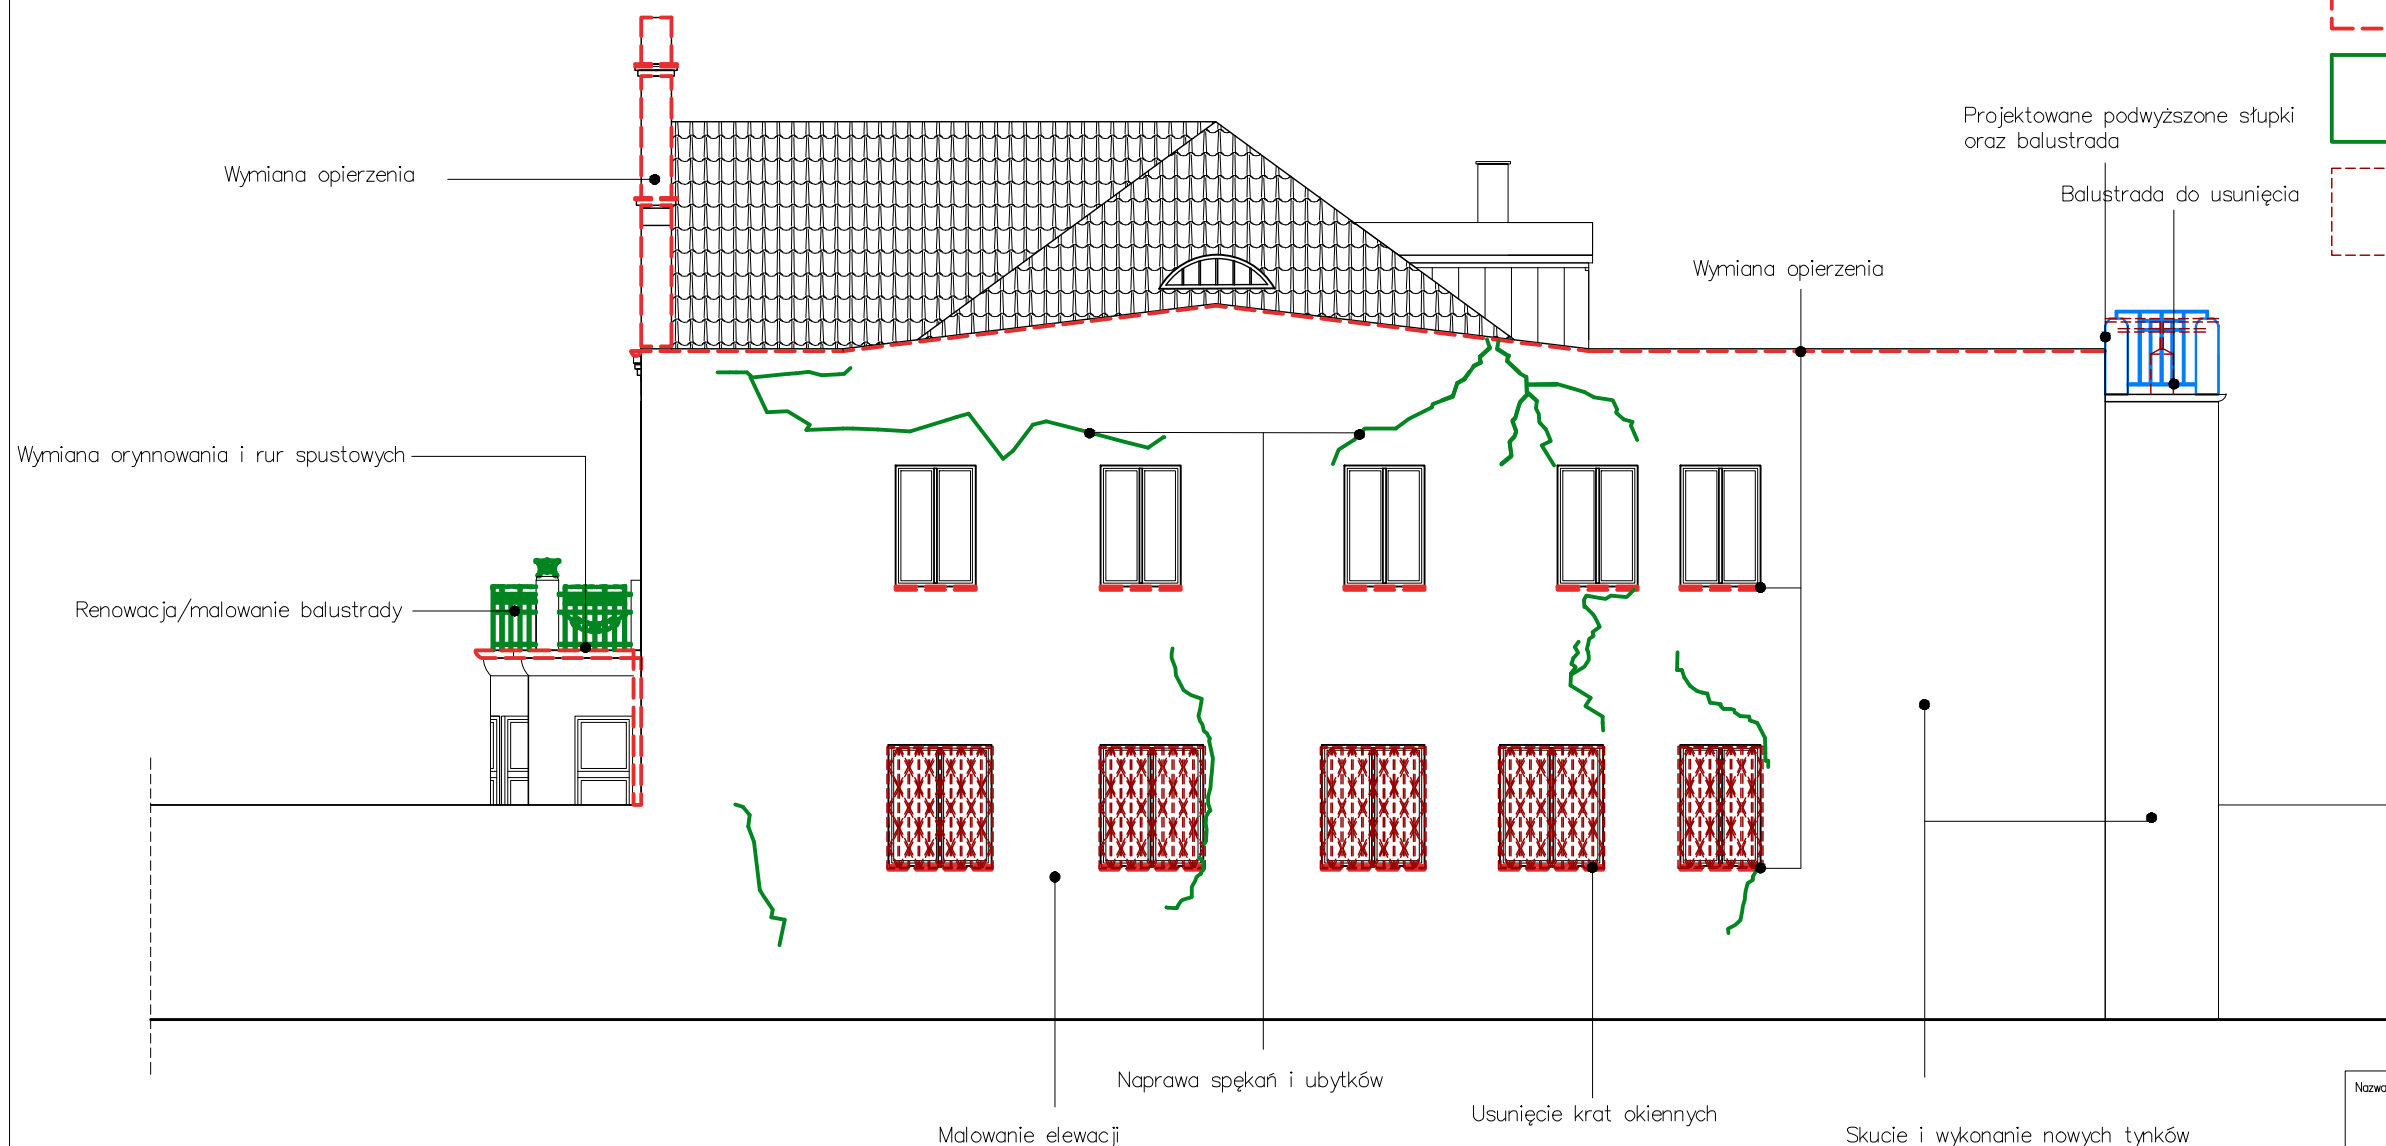 Projektowane podwyższone słupki
oraz balustrada
Wymiana opierzenia
Balustrada do usunięcia
Wymiana opierzenia
Wymiana orynnowania i rur spustowych
Renowacja/malowanie balustrady
Naprawa spękań i ubytków
Nazwa
Usunięcie krat okiennych
Malowanie elewacji
Skucie i wykonanie nowych tynków